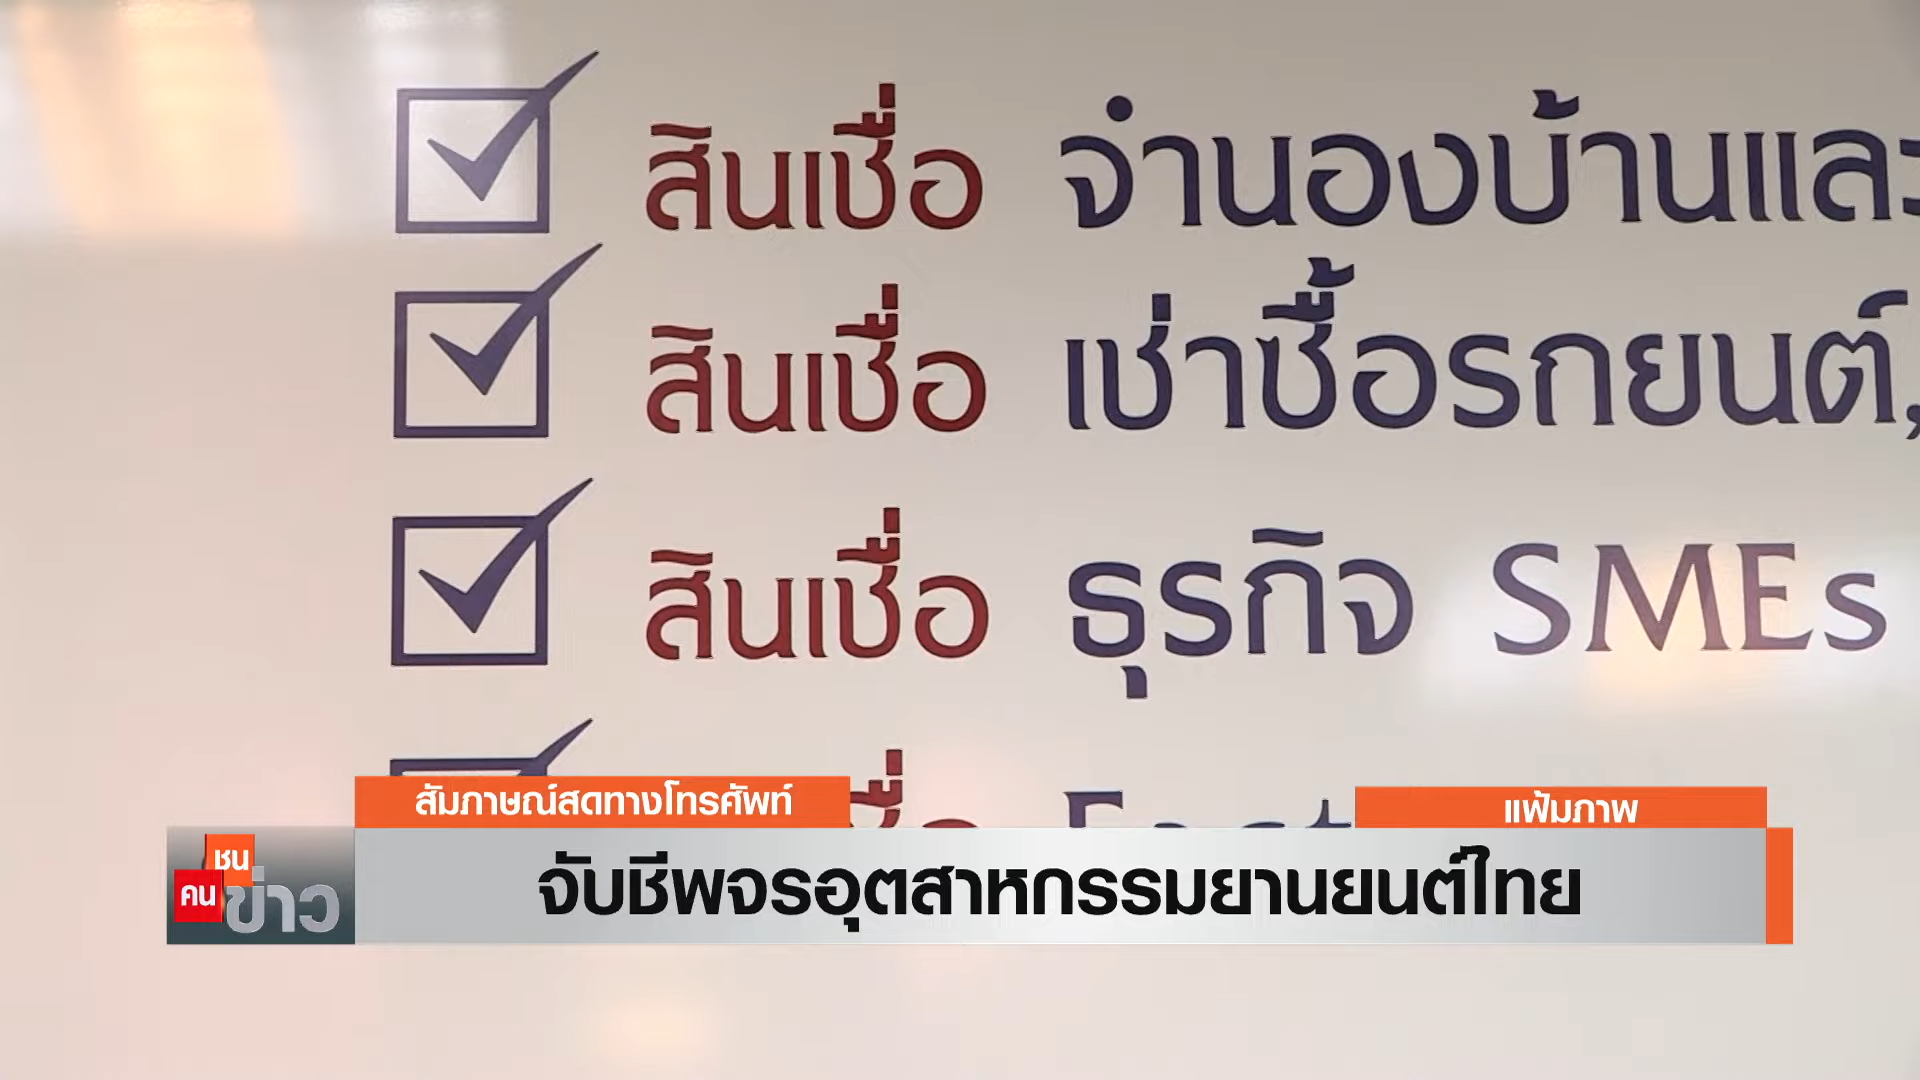 สินเชื่อ จำนองบ้านและ
สินเชื่อ เช่าซื้อรถยนต์,
สินเชื่อ ธุรกิจ SMEs
สัมภาษณ์สดทางโทรศัพท์
แฟ้มภาพ
ชน
คน
ข่าว
จับชีพจรอุตสาหกรรมยานยนต์ไทย